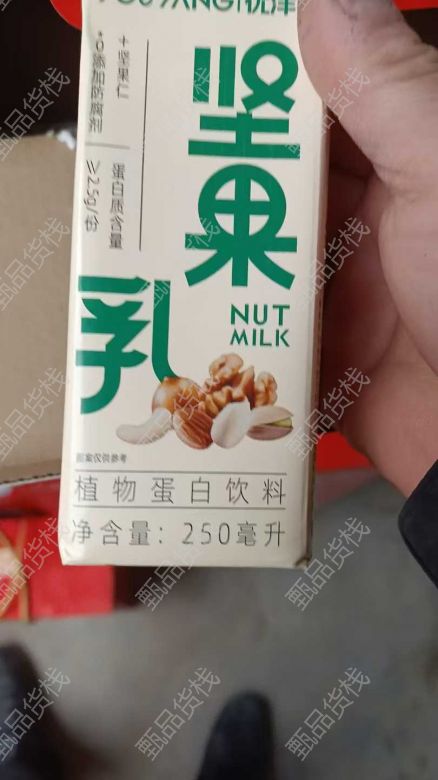 坚果乳
NUT
MILK
+坚果仁
*0添加防腐剂
蛋白质含量
≥2.5g/份
图案仅供参考
植物蛋白饮料
净含量：250毫升
甄品货栈